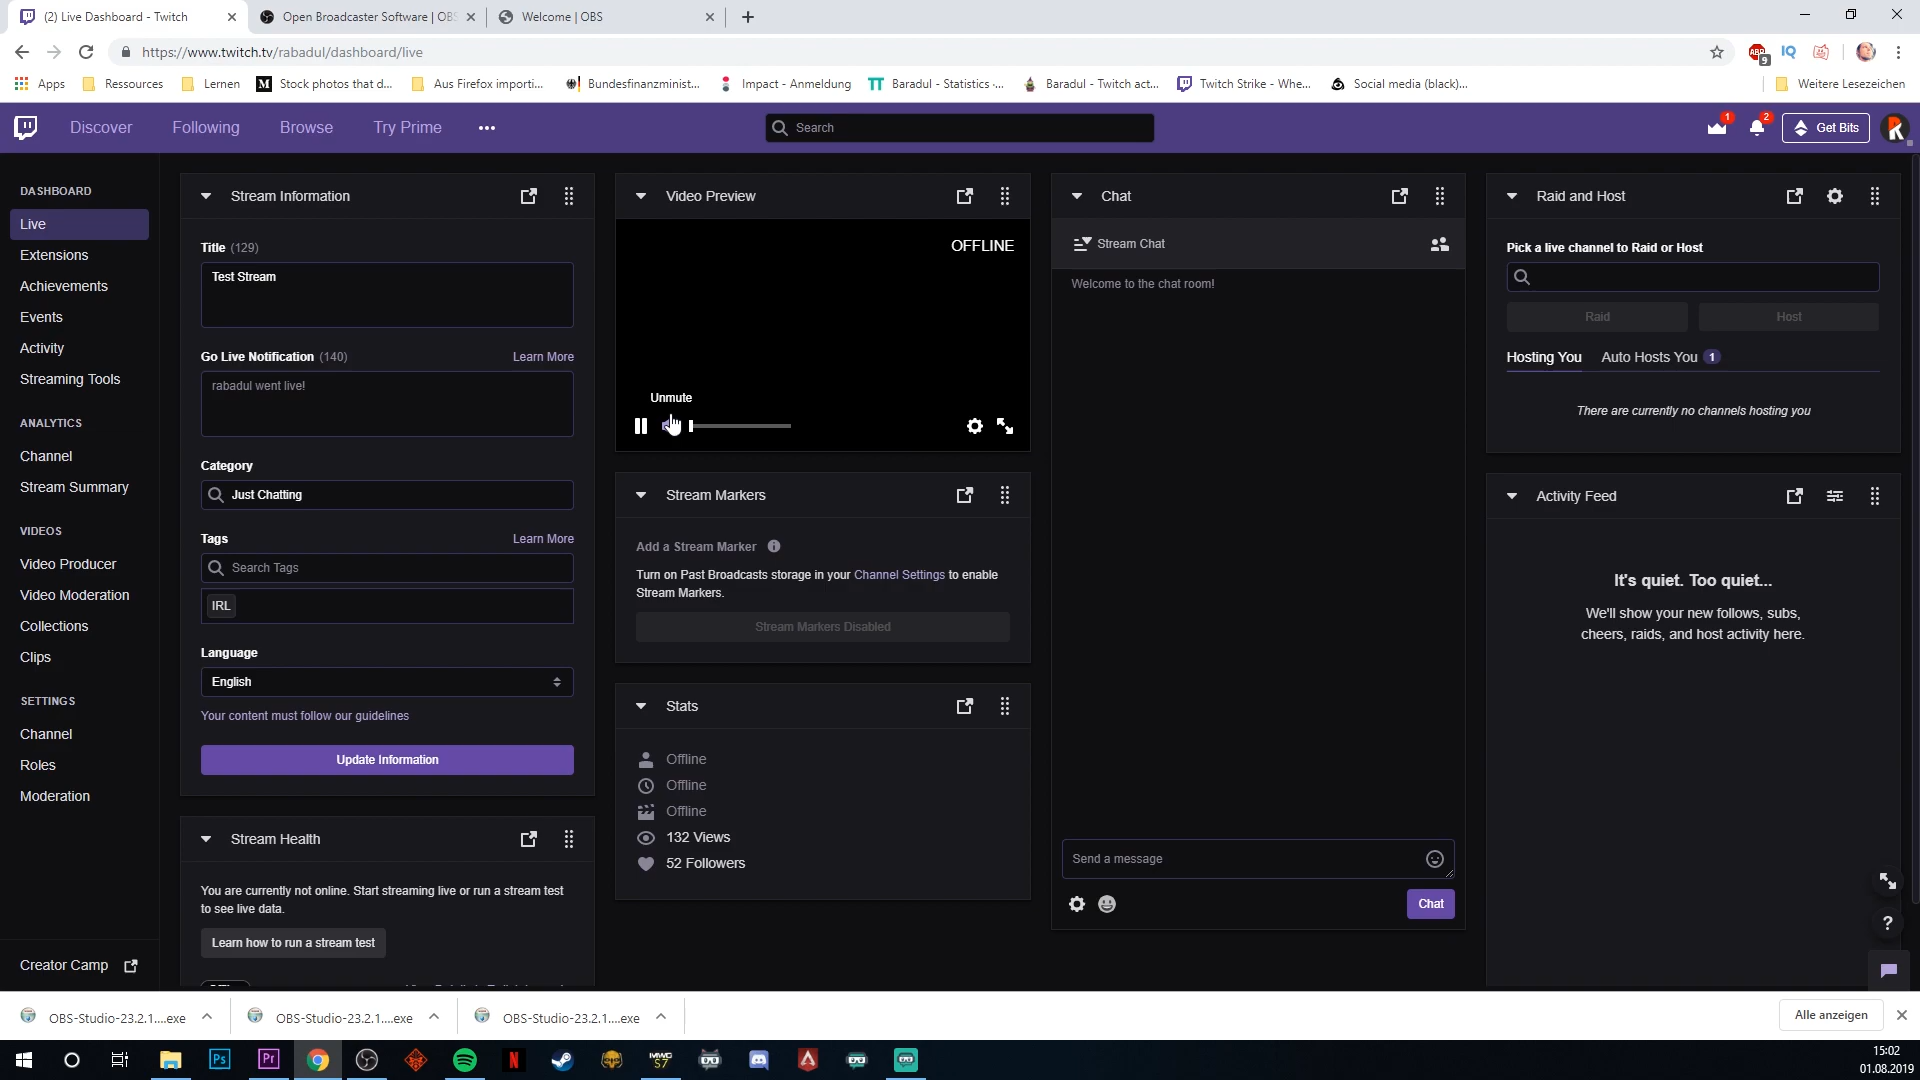 (2) Live Dashboard - Twitch
Open Broadcaster Software | OBS
Welcome | OBS
https://www.twitch.tv/rabadul/dashboard/live
ABP
9
IQ
Apps
Ressources
Lernen
M Stock photos that d...
Aus Firefox importi...
Bundesfinanzminist...
Impact - Anmeldung
TT Baradul - Statistics -...
Baradul - Twitch act...
Twitch Strike - Whe...
Social media (black)...
Weitere Lesezeichen
Discover
Following
Browse
Try Prime
Search
1
2
Get Bits
DASHBOARD
Live
Extensions
Achievements
Events
Activity
Streaming Tools
ANALYTICS
Channel
Stream Summary
VIDEOS
Video Producer
Video Moderation
Collections
Clips
SETTINGS
Channel
Roles
Moderation
Creator Camp
Stream Information
Title (129)
Test Stream
Go Live Notification (140)
Learn More
rabadul went live!
Category
Just Chatting
Tags
Learn More
Search Tags
IRL
Language
English
Your content must follow our guidelines
Update Information
Stream Health
You are currently not online. Start streaming live or run a stream test
to see live data.
Learn how to run a stream test
Video Preview
OFFLINE
Unmute
Stream Markers
Add a Stream Marker
Turn on Past Broadcasts storage in your Channel Settings to enable
Stream Markers.
Stream Markers Disabled
Stats
Offline
Offline
Offline
132 Views
52 Followers
Chat
Stream Chat
Welcome to the chat room!
Send a message
Chat
Raid and Host
Pick a live channel to Raid or Host
Raid
Host
Hosting You
Auto Hosts You 1
There are currently no channels hosting you
Activity Feed
It's quiet. Too quiet...
We'll show your new follows, subs,
cheers, raids, and host activity here.
?
OBS-Studio-23.2.1....exe
OBS-Studio-23.2.1....exe
OBS-Studio-23.2.1....exe
Alle anzeigen
Ps
Pr
N
S7
15:02
01.08.2019